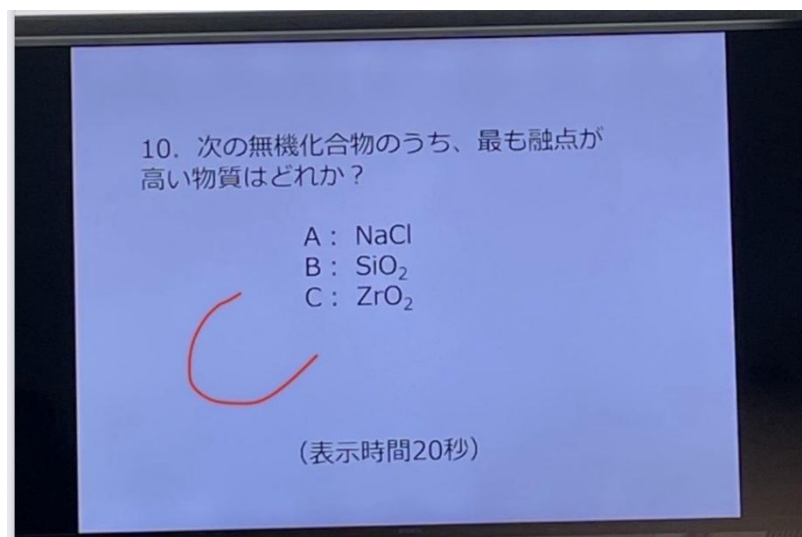 10. 次の無機化合物のうち、最も融点が
高い物質はどれか？
A： NaCl
B： SiO₂
C： ZrO₂
C
（表示時間20秒）